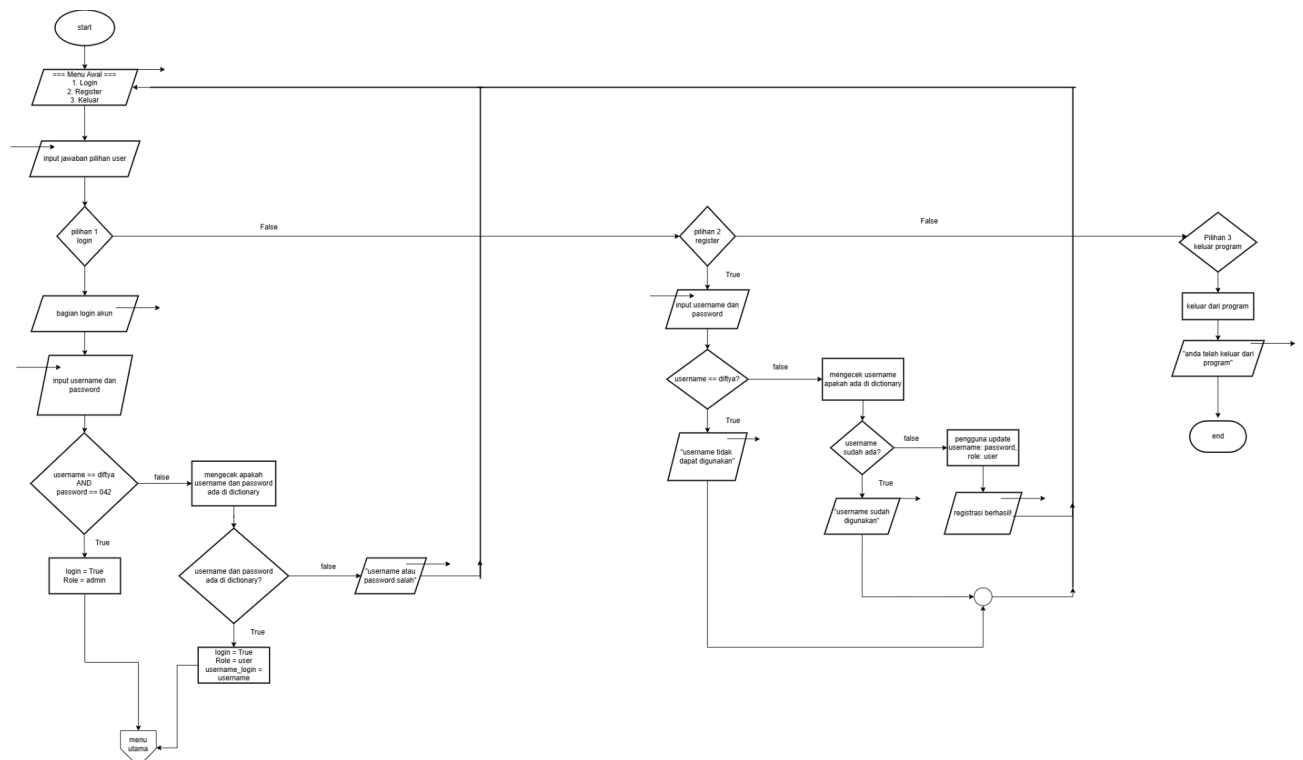 start
=== Menu Awal ===
1. Login
2. Register
3. Keluar
input jawaban pilihan user
pilihan 1
login
False
pilihan 2
register
False
Pilihan 3
keluar program
bagian login akun
input username dan
password
username == diftya
AND
password == 042
false
mengecek apakah
username dan password
ada di dictionary
True
login = True
Role = admin
username dan password
ada di dictionary?
false
"username atau
password salah"
True
login = True
Role = user
username_login =
username
menu
utama
True
input username dan
password
username == diftya?
false
mengecek username
apakah ada di dictionary
True
"username tidak
dapat digunakan"
username
sudah ada?
false
pengguna.update
username: password,
role: user
True
"username sudah
digunakan"
registrasi berhasil!
keluar dari program
"anda telah keluar dari
program"
end